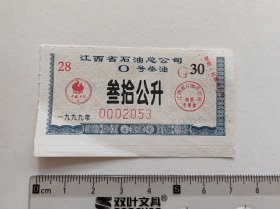 江西省石油总公司
28 0 号柴油 G 30
叁拾公升
一九九九年 0002053
0 1 2 3 4 5 6 7 8
cm 双叶文具